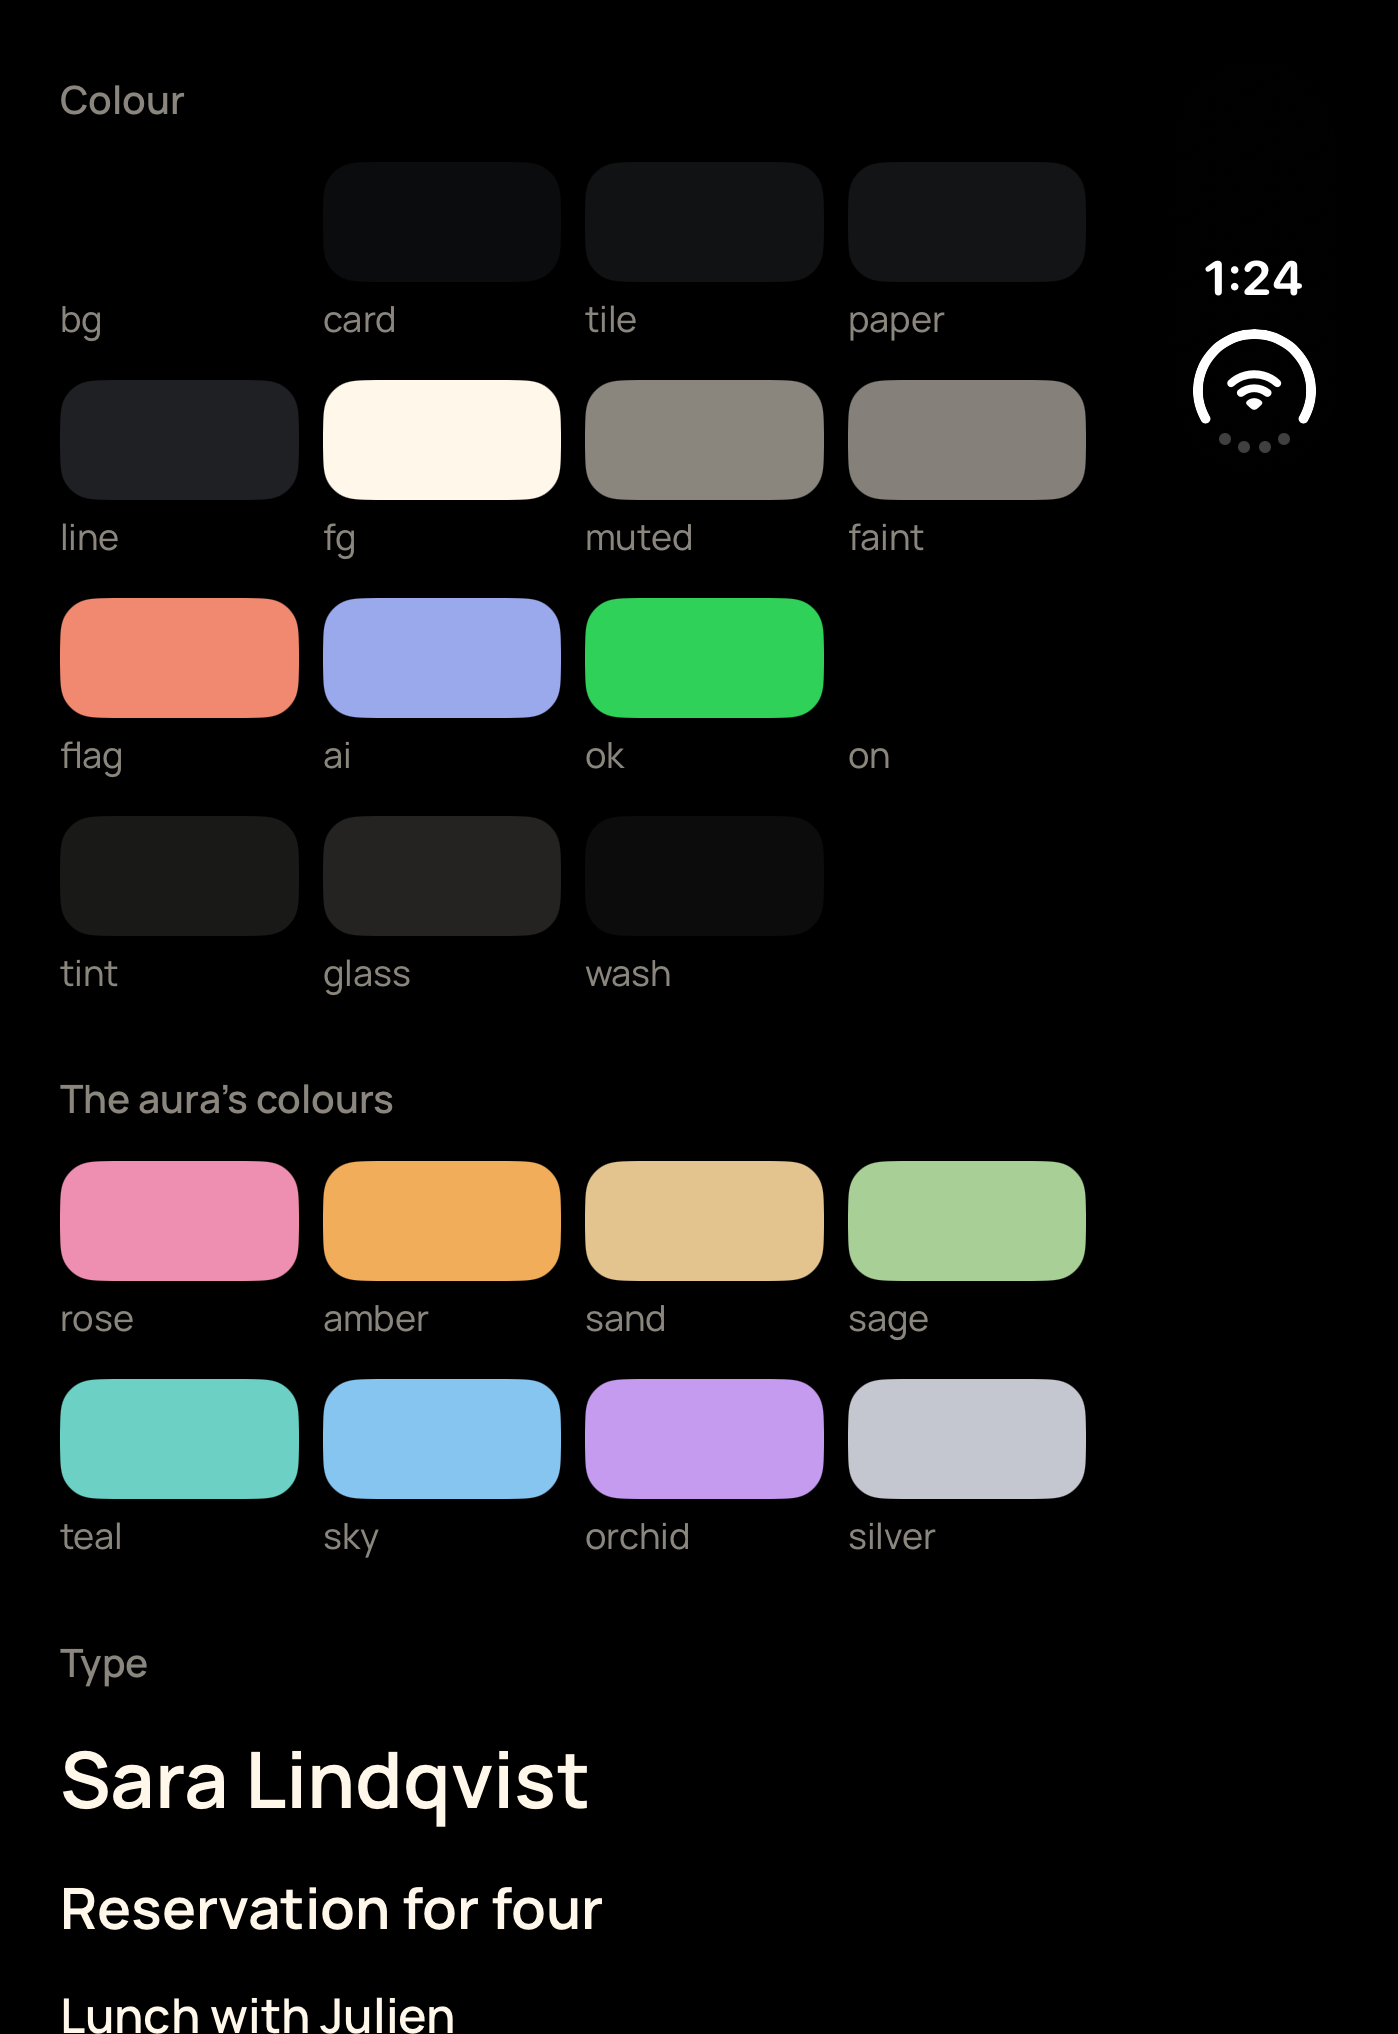 Colour
bg card tile paper
1:24
line fg muted faint
flag ai ok on
tint glass wash
The aura’s colours
rose amber sand sage
teal sky orchid silver
Type
Sara Lindqvist
Reservation for four
Lunch with Julien